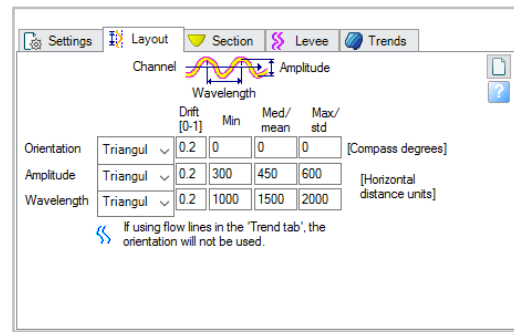 Settings Layout Section Levee Trends
Channel Amplitude
Wavelength
Drift [0-1] Min Med/ mean Max/ std
Orientation Triangul 0.2 0 0 0 [Compass degrees]
Amplitude Triangul 0.2 300 450 600 [Horizontal distance units]
Wavelength Triangul 0.2 1000 1500 2000
If using flow lines in the 'Trend tab', the
orientation will not be used.